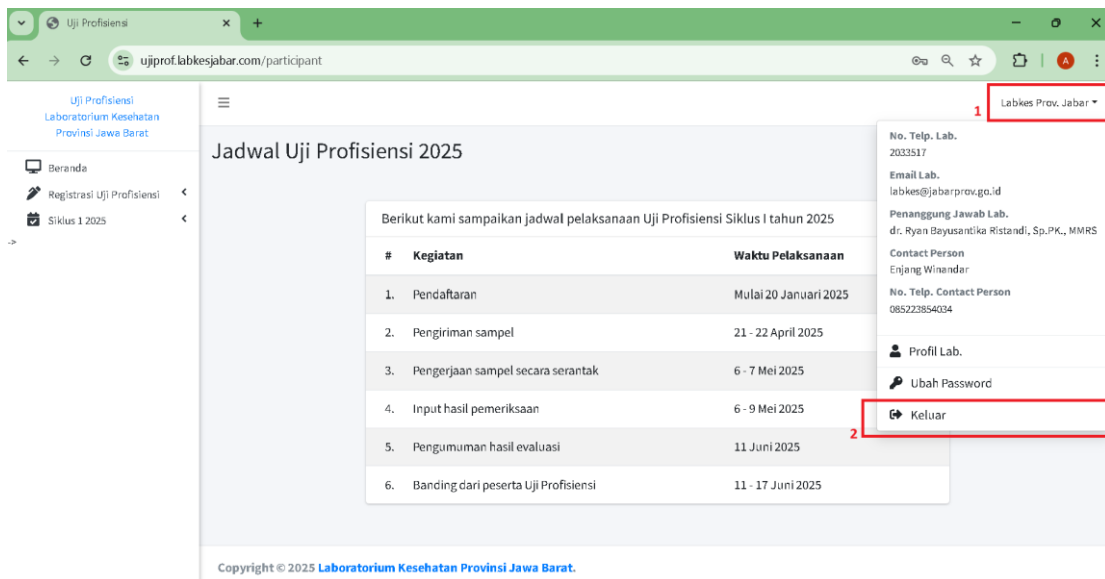 Uji Profisiensi
ujiprof.labkesjabar.com/participant
A
Uji Profisiensi
Laboratorium Kesehatan
Provinsi Jawa Barat
Beranda
Registrasi Uji Profisiensi
Siklus 1 2025
->
1
Labkes Prov. Jabar
Jadwal Uji Profisiensi 2025
Berikut kami sampaikan jadwal pelaksanaan Uji Profisiensi Siklus I tahun 2025
# Kegiatan Waktu Pelaksanaan
1. Pendaftaran Mulai 20 Januari 2025
2. Pengiriman sampel 21 - 22 April 2025
3. Pengerjaan sampel secara serantak 6 - 7 Mei 2025
4. Input hasil pemeriksaan 6 - 9 Mei 2025
5. Pengumuman hasil evaluasi 11 Juni 2025
6. Banding dari peserta Uji Profisiensi 11 - 17 Juni 2025
No. Telp. Lab.
2033517
Email Lab.
labkes@jabarprov.go.id
Penanggung Jawab Lab.
dr. Ryan Bayusantika Ristandi, Sp.PK., MMRS
Contact Person
Enjang Winandar
No. Telp. Contact Person
085223854034
Profil Lab.
Ubah Password
2
Keluar
Copyright © 2025 Laboratorium Kesehatan Provinsi Jawa Barat.